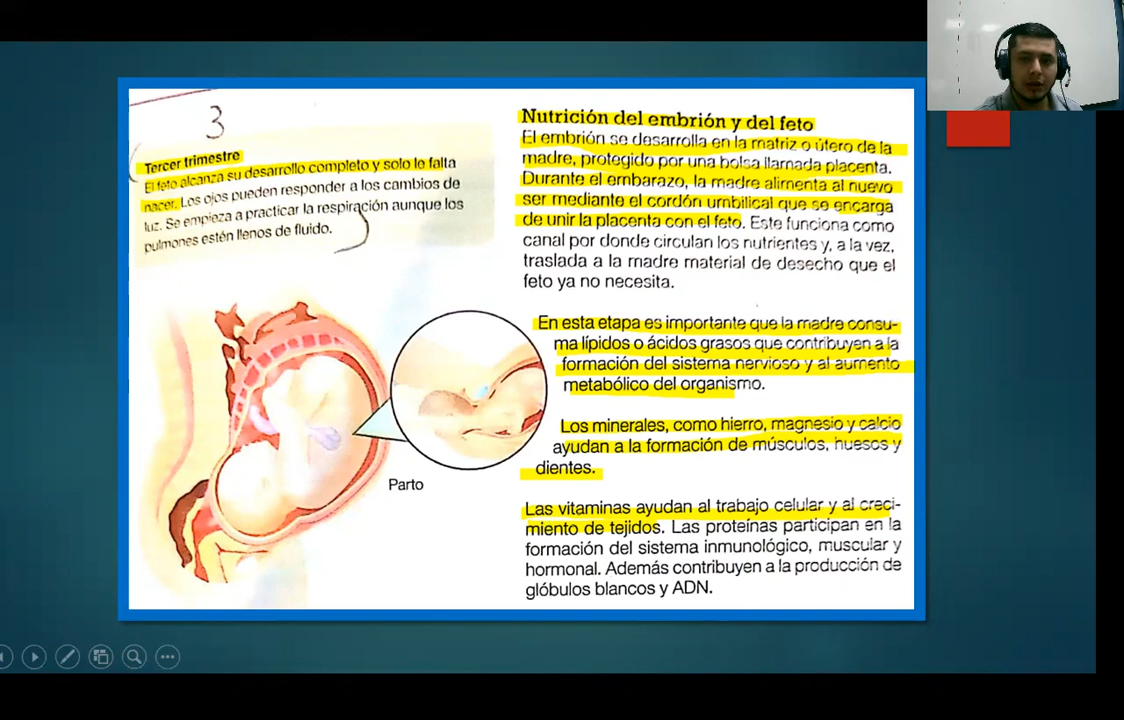 3
Tercer trimestre
El feto alcanza su desarrollo completo y solo le falta
nacer. Los ojos pueden responder a los cambios de
luz. Se empieza a practicar la respiración aunque los
pulmones estén llenos de fluido.
Parto
Nutrición del embrión y del feto
El embrión se desarrolla en la matriz o útero de la
madre, protegido por una bolsa llamada placenta.
Durante el embarazo, la madre alimenta al nuevo
ser mediante el cordón umbilical que se encarga
de unir la placenta con el feto. Este funciona como
canal por donde circulan los nutrientes y, a la vez,
traslada a la madre material de desecho que el
feto ya no necesita.
En esta etapa es importante que la madre consu-
ma lípidos o ácidos grasos que contribuyen a la
formación del sistema nervioso y al aumento
metabólico del organismo.
Los minerales, como hierro, magnesio y calcio
ayudan a la formación de músculos, huesos y
dientes.
Las vitaminas ayudan al trabajo celular y al creci-
miento de tejidos. Las proteínas participan en la
formación del sistema inmunológico, muscular y
hormonal. Además contribuyen a la producción de
glóbulos blancos y ADN.